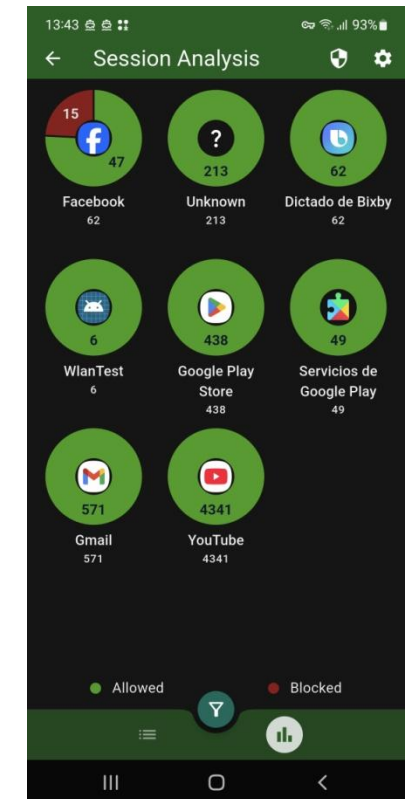 13:43 93%
Session Analysis
15
47
Facebook
62
?
213
Unknown
213
62
Dictado de Bixby
62
6
WlanTest
6
438
Google Play
Store
438
49
Servicios de
Google Play
49
571
Gmail
571
4341
YouTube
4341
Allowed
Blocked